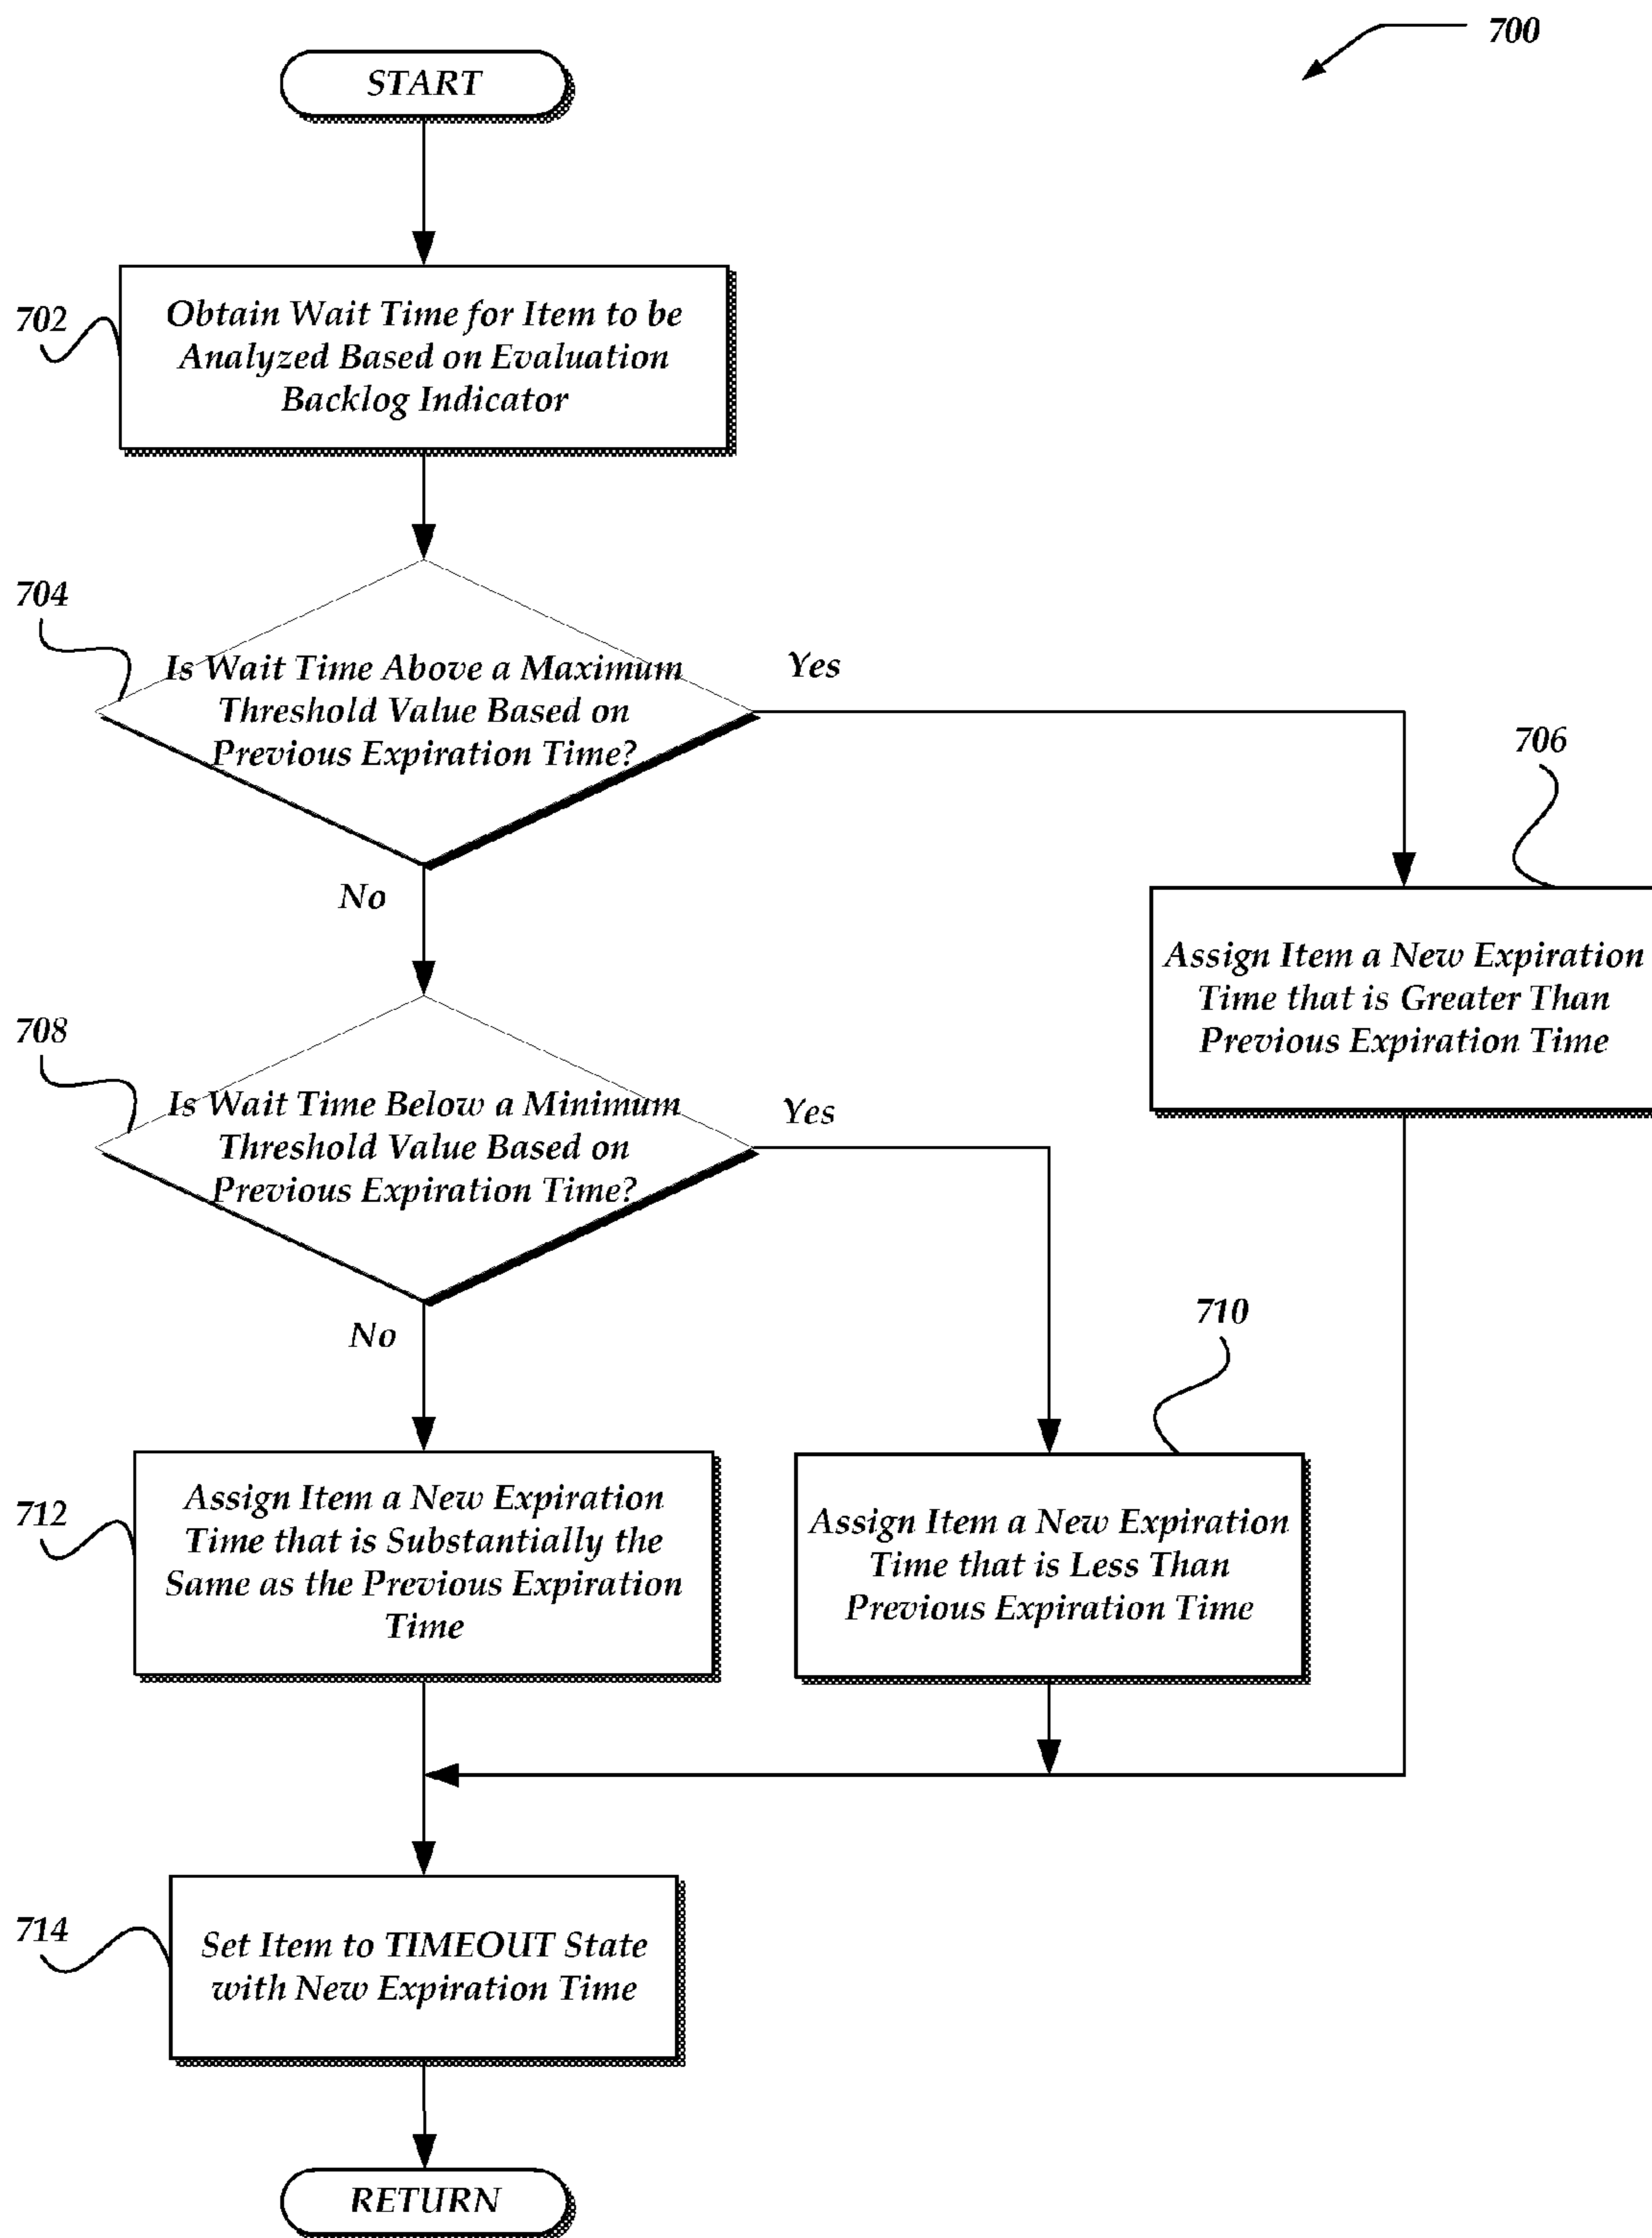 700
START
702
Obtain Wait Time for Item to be
Analyzed Based on Evaluation
Backlog Indicator
704
Is Wait Time Above a Maximum
Threshold Value Based on
Previous Expiration Time?
Yes
No
706
Assign Item a New Expiration
Time that is Greater Than
Previous Expiration Time
708
Is Wait Time Below a Minimum
Threshold Value Based on
Previous Expiration Time?
Yes
No
710
Assign Item a New Expiration
Time that is Less Than
Previous Expiration Time
712
Assign Item a New Expiration
Time that is Substantially the
Same as the Previous Expiration
Time
714
Set Item to TIMEOUT State
with New Expiration Time
RETURN